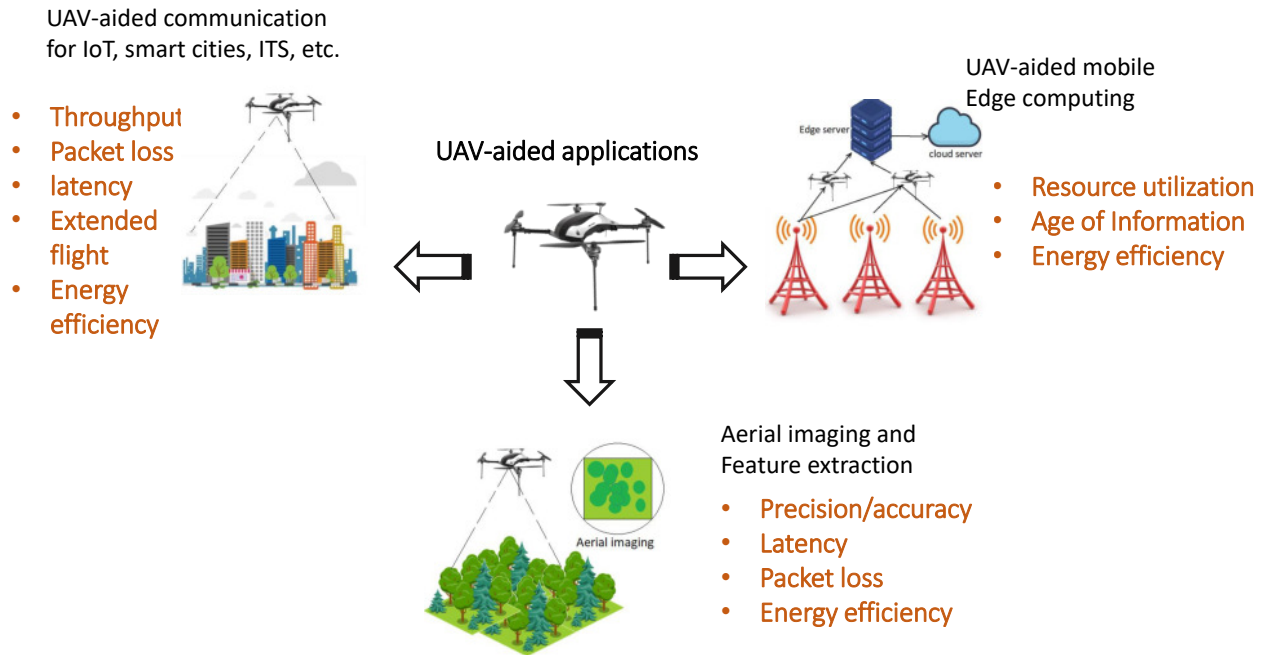 UAV-aided communication
for IoT, smart cities, ITS, etc.
• Throughput
• Packet loss
• latency
• Extended
flight
• Energy
efficiency
UAV-aided applications
UAV-aided mobile
Edge computing
Edge server
cloud server
• Resource utilization
• Age of Information
• Energy efficiency
Aerial imaging
Aerial imaging and
Feature extraction
• Precision/accuracy
• Latency
• Packet loss
• Energy efficiency